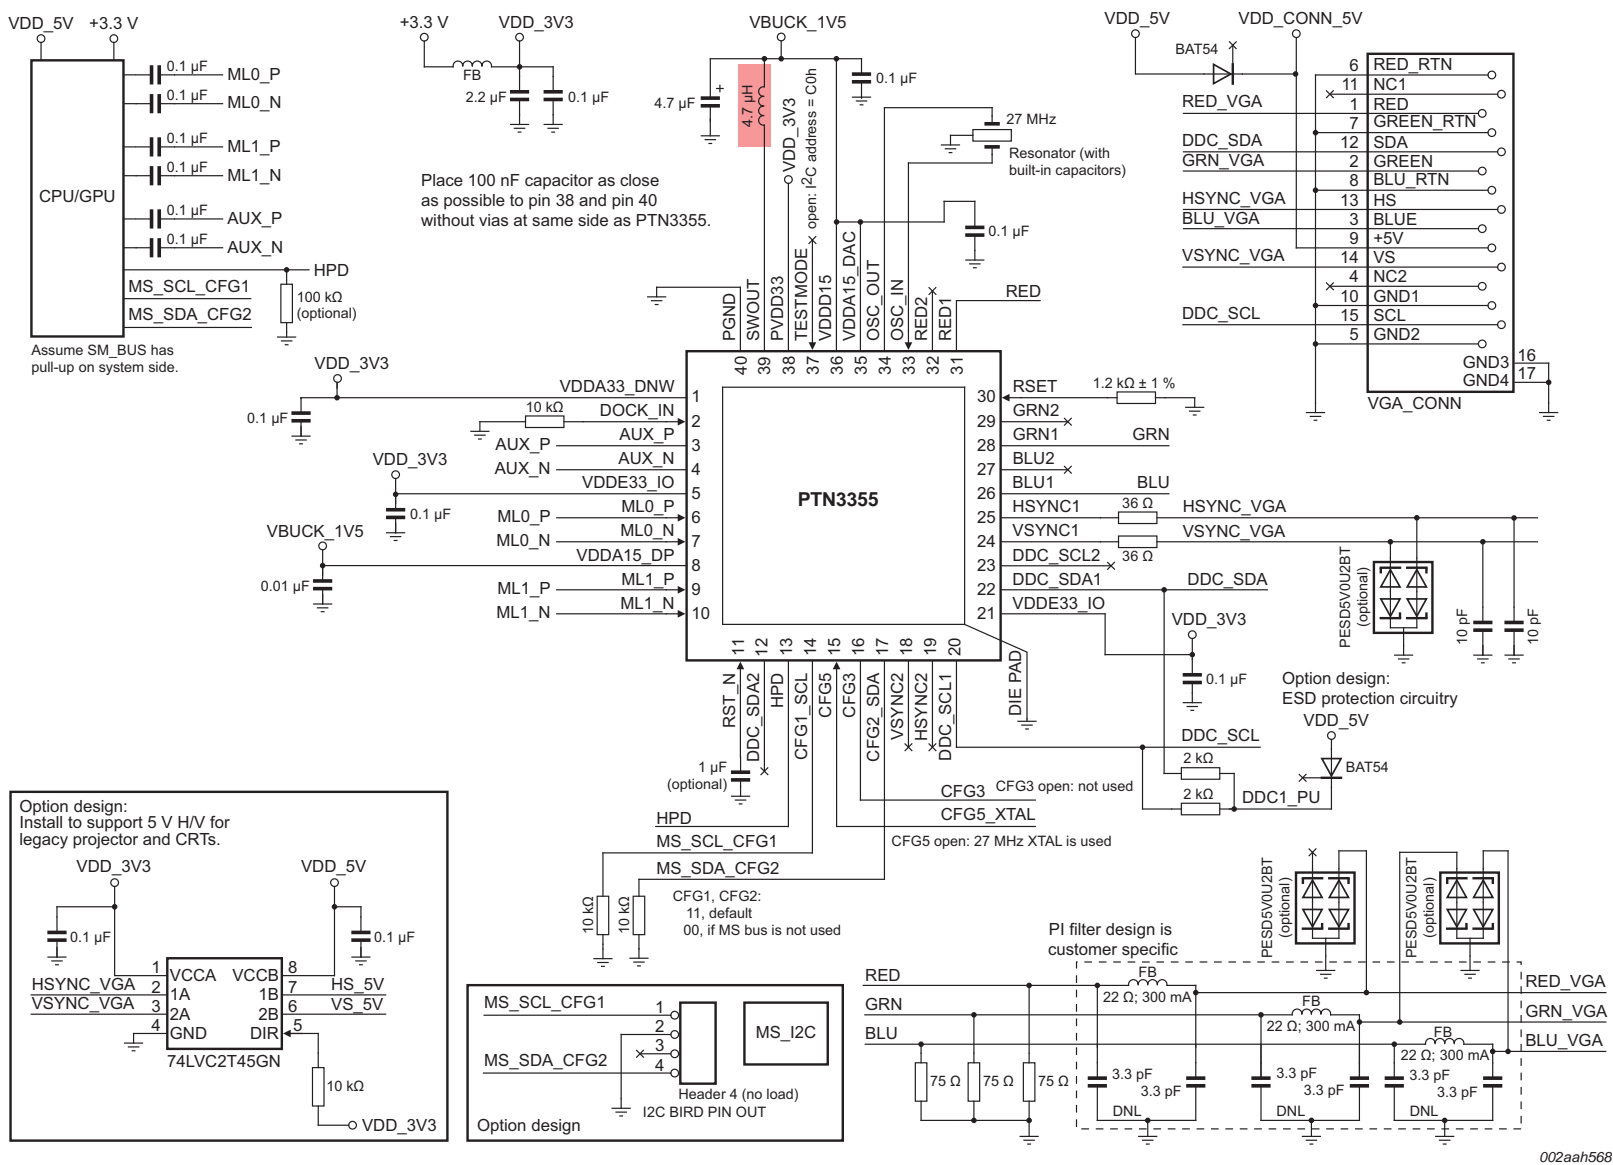 VDD_5V
+3.3 V
CPU/GPU
0.1 µF
ML0_P
0.1 µF
ML0_N
0.1 µF
ML1_P
0.1 µF
ML1_N
0.1 µF
AUX_P
0.1 µF
AUX_N
HPD
MS_SCL_CFG1
MS_SDA_CFG2
100 kΩ
(optional)
Assume SM_BUS has
pull-up on system side.
+3.3 V
VDD_3V3
FB
2.2 µF
0.1 µF
Place 100 nF capacitor as close
as possible to pin 38 and pin 40
without vias at same side as PTN3355.
VBUCK_1V5
4.7 µF
+
4.7 µH
VDD_3V3
open: I2C address = C0h
0.1 µF
27 MHz
Resonator (with
built-in capacitors)
0.1 µF
VDD_5V
VDD_CONN_5V
BAT54
RED_VGA
DDC_SDA
GRN_VGA
HSYNC_VGA
BLU_VGA
VSYNC_VGA
DDC_SCL
6 RED_RTN
11 NC1
1 RED
7 GREEN_RTN
12 SDA
2 GREEN
8 BLU_RTN
13 HS
3 BLUE
9 +5V
14 VS
4 NC2
10 GND1
15 SCL
5 GND2
GND3 16
GND4 17
VGA_CONN
PGND
SWOUT
PVDD33
TESTMODE
VDDD15
VDDA15_DAC
OSC_OUT
OSC_IN
RED2
RED1
RED
40
39
38
37
36
35
34
33
32
31
PTN3355
VDD_3V3
0.1 µF
VDDA33_DNW 1
10 kΩ
DOCK_IN 2
AUX_P AUX_P 3
AUX_N AUX_N 4
VDD_3V3
0.1 µF
VDDE33_IO 5
ML0_P ML0_P 6
ML0_N ML0_N 7
VBUCK_1V5
0.01 µF
VDDA15_DP 8
ML1_P ML1_P 9
ML1_N ML1_N 10
30 RSET 1.2 kΩ ± 1 %
29 GRN2
28 GRN1 GRN
27 BLU2
26 BLU1 BLU
25 HSYNC1 36 Ω HSYNC_VGA
24 VSYNC1 36 Ω VSYNC_VGA
23 DDC_SCL2
22 DDC_SDA1 DDC_SDA
21 VDDE33_IO
VDD_3V3
0.1 µF
PESD5V0U2BT
(optional)
10 pF
10 pF
Option design:
ESD protection circuitry
VDD_5V
BAT54
DDC_SCL
2 kΩ
2 kΩ
DDC1_PU
11
12
13
14
15
16
17
18
19
20
RST_N
DDC_SDA2
HPD
CFG1_SCL
CFG5
CFG3
CFG2_SDA
VSYNC2
HSYNC2
DDC_SCL1
DIE PAD
1 µF
(optional)
HPD
MS_SCL_CFG1
MS_SDA_CFG2
10 kΩ
10 kΩ
CFG1, CFG2:
11, default
00, if MS bus is not used
CFG3
CFG3 open: not used
CFG5_XTAL
CFG5 open: 27 MHz XTAL is used
Option design:
Install to support 5 V H/V for
legacy projector and CRTs.
VDD_3V3
VDD_5V
0.1 µF
0.1 µF
HSYNC_VGA
VSYNC_VGA
1 VCCA VCCB 8
2 1A 1B 7 HS_5V
3 2A 2B 6 VS_5V
4 GND DIR 5
74LVC2T45GN
10 kΩ
VDD_3V3
MS_SCL_CFG1
MS_SDA_CFG2
1
2
3
4
MS_I2C
Header 4 (no load)
I2C BIRD PIN OUT
Option design
PI filter design is
customer specific
PESD5V0U2BT
(optional)
PESD5V0U2BT
(optional)
RED
GRN
BLU
FB
22 Ω; 300 mA
FB
22 Ω; 300 mA
FB
22 Ω; 300 mA
RED_VGA
GRN_VGA
BLU_VGA
75 Ω
75 Ω
75 Ω
3.3 pF
3.3 pF
DNL
3.3 pF
3.3 pF
DNL
3.3 pF
3.3 pF
DNL
002aah568